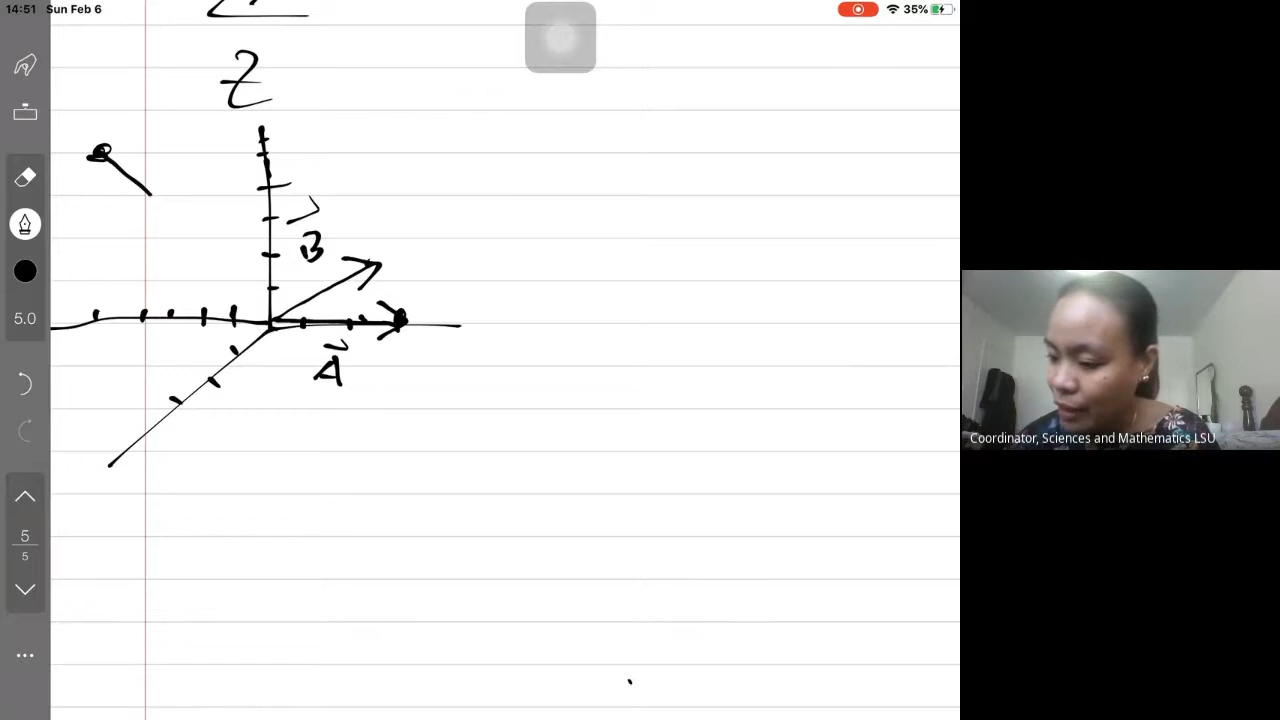 14:51 Sun Feb 6 35%
Z
B
A
5.0
5
5
Coordinator, Sciences and Mathematics LSU